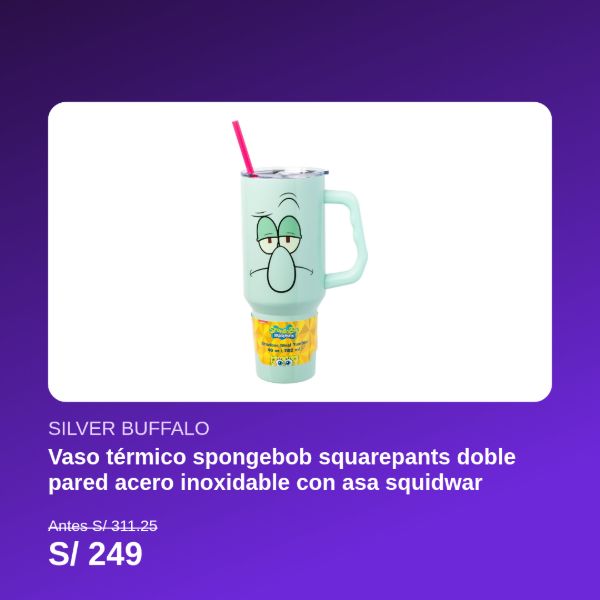 SILVER BUFFALO
Vaso térmico spongebob squarepants doble
pared acero inoxidable con asa squidwar
Antes S/ 311.25
S/ 249